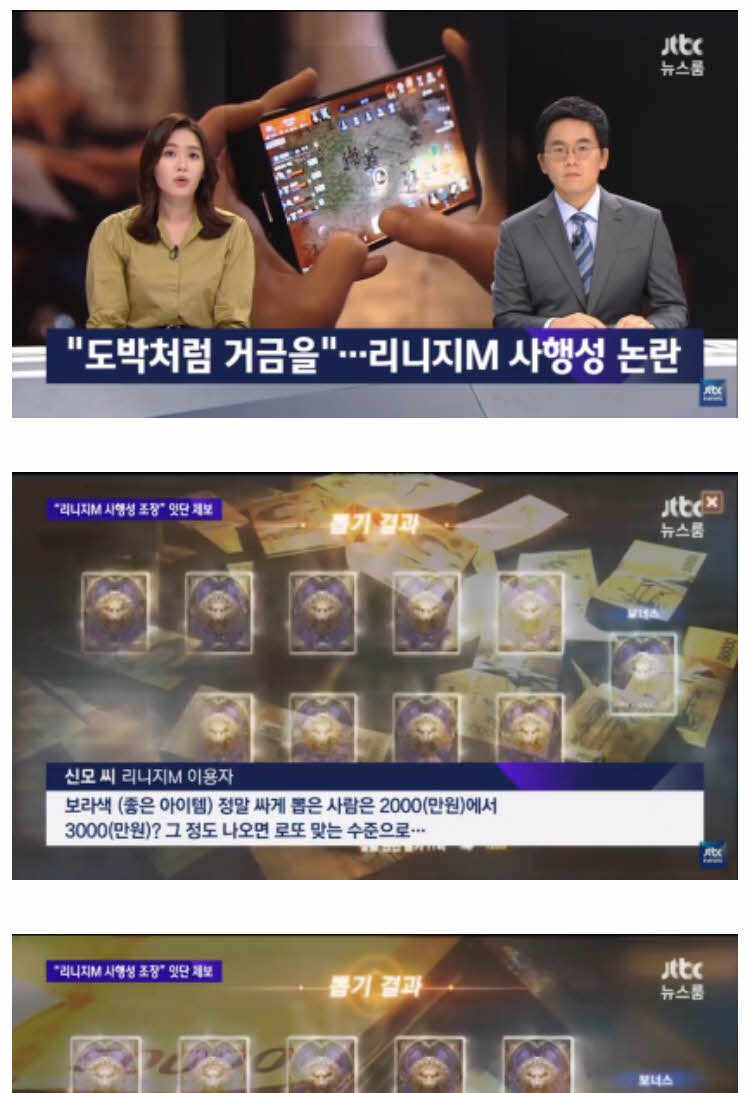 jtbc
뉴스룸
"도박처럼 거금을"…리니지M 사행성 논란
jtbc
"리니지M 사행성 조장" 잇단 제보
뽑기 결과
jtbc
뉴스룸
보너스
신모 씨 리니지M 이용자
보라색 (좋은 아이템) 정말 싸게 뽑은 사람은 2000(만원)에서
3000(만원)? 그 정도 나오면 로또 맞는 수준으로…
jtbc
"리니지M 사행성 조장" 잇단 제보
뽑기 결과
jtbc
뉴스룸
보너스